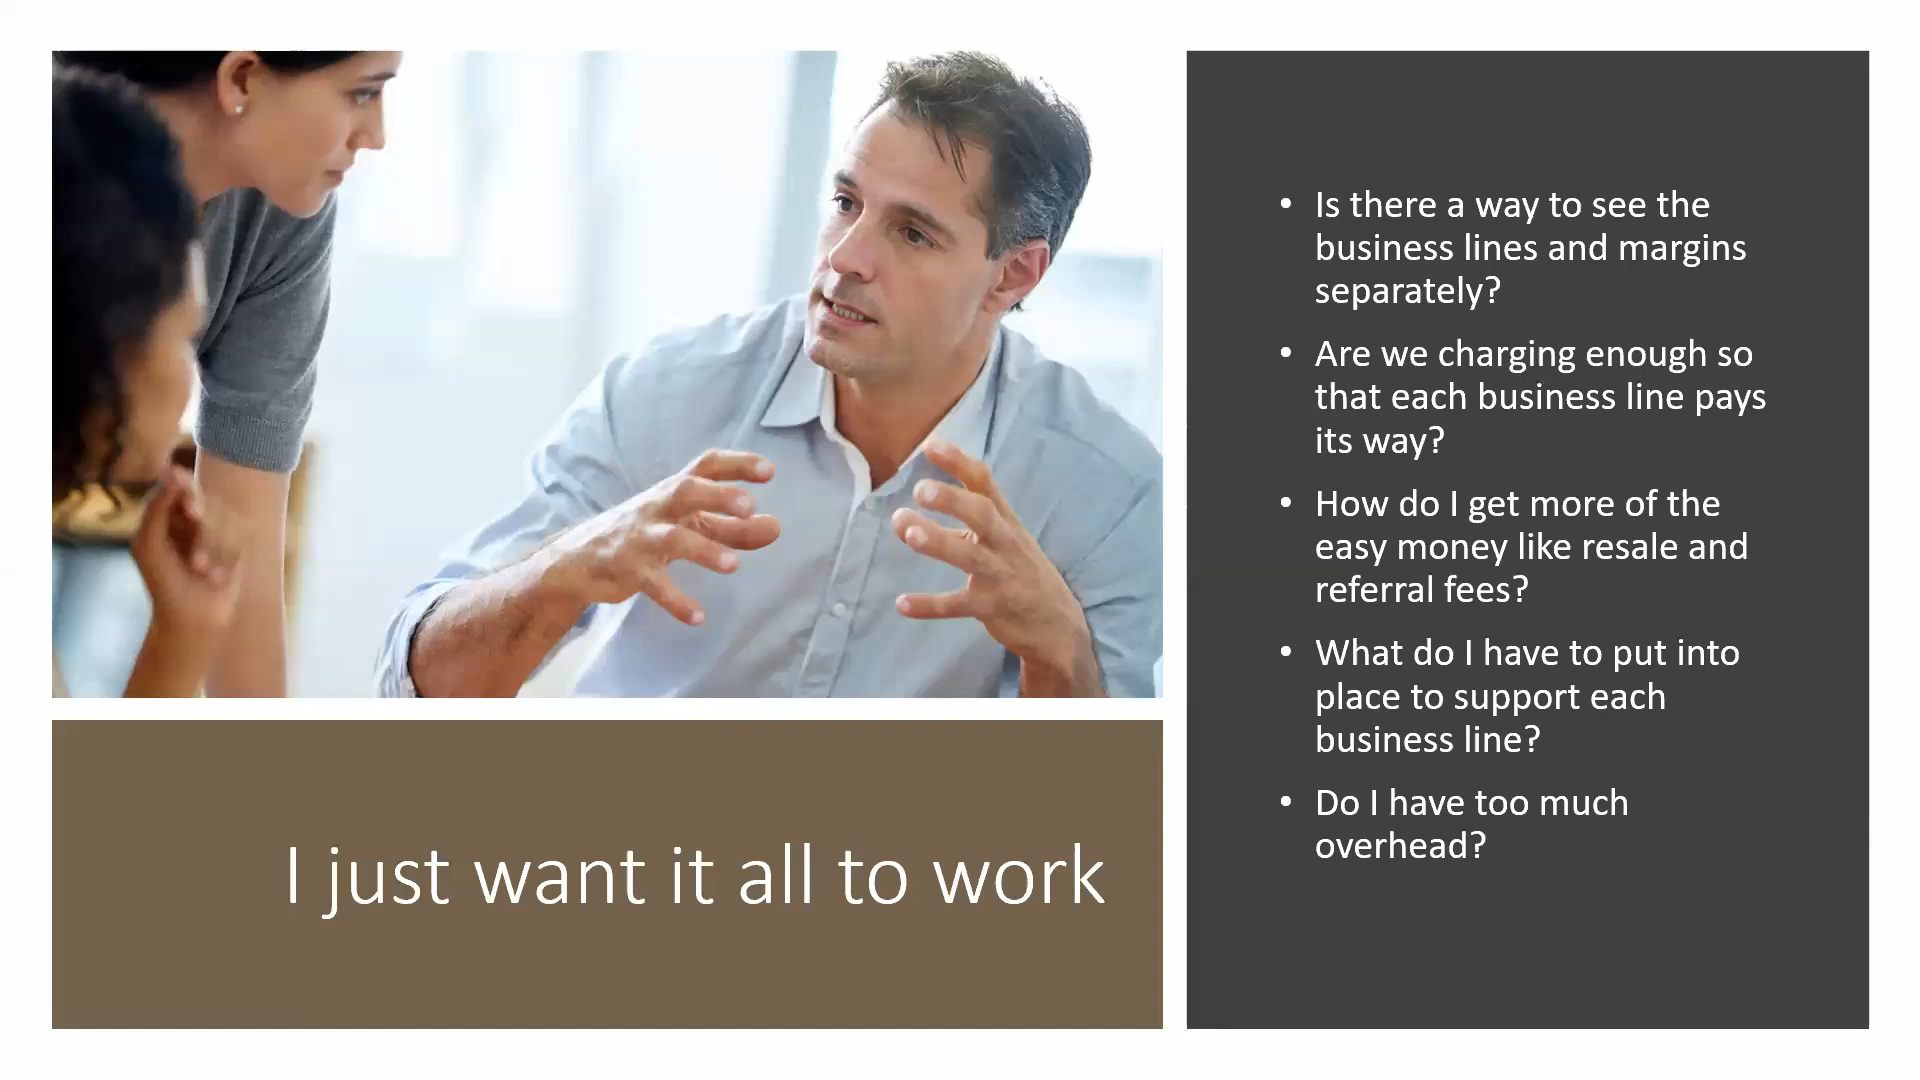 I just want it all to work
• Is there a way to see the
business lines and margins
separately?
• Are we charging enough so
that each business line pays
its way?
• How do I get more of the
easy money like resale and
referral fees?
• What do I have to put into
place to support each
business line?
• Do I have too much
overhead?